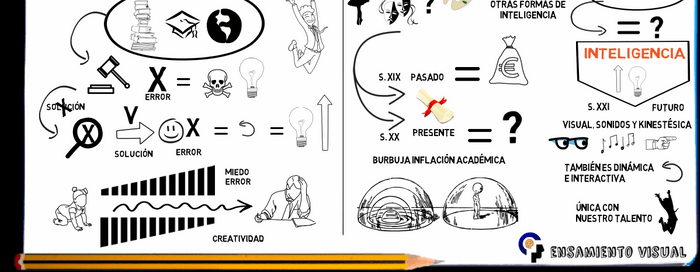 X
ERROR
=
SOLUCIÓN
X
V
SOLUCIÓN
X
ERROR
=
=
MIEDO
ERROR
CREATIVIDAD
?
OTRAS FORMAS DE
INTELIGENCIA
= ?
S. XIX
PASADO
=
€
S. XX
PRESENTE
= ?
BURBUJA INFLACIÓN ACADÉMICA
INTELIGENCIA
S. XXI
FUTURO
VISUAL, SONIDOS Y KINESTÉSICA
TAMBIÉN ES DINÁMICA
E INTERACTIVA
ÚNICA CON
NUESTRO TALENTO
PENSAMIENTO VISUAL